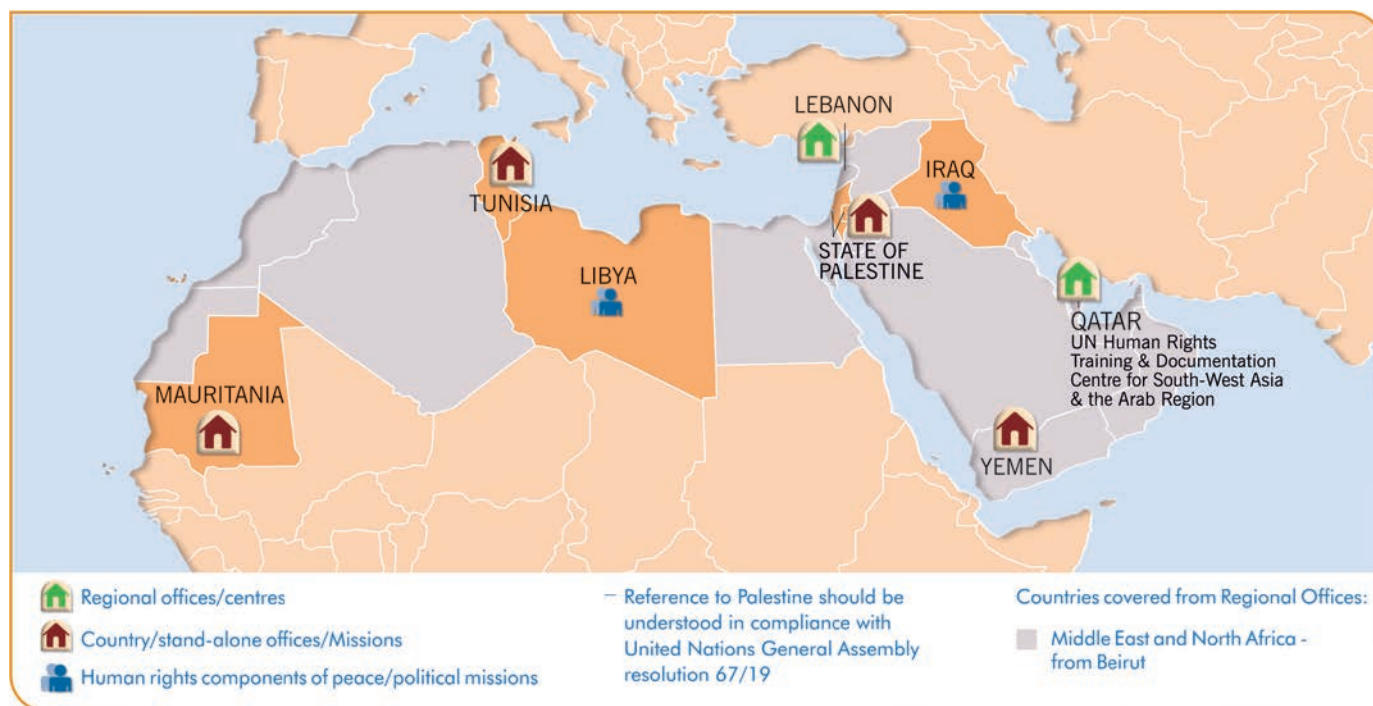 LEBANON
IRAQ
TUNISIA
STATE OF
PALESTINE
LIBYA
QATAR
UN Human Rights
Training & Documentation
Centre for South-West Asia
& the Arab Region
MAURITANIA
YEMEN
Regional offices/centres
Country/stand-alone offices/Missions
Human rights components of peace/political missions
– Reference to Palestine should be
understood in compliance with
United Nations General Assembly
resolution 67/19
Countries covered from Regional Offices:
Middle East and North Africa -
from Beirut